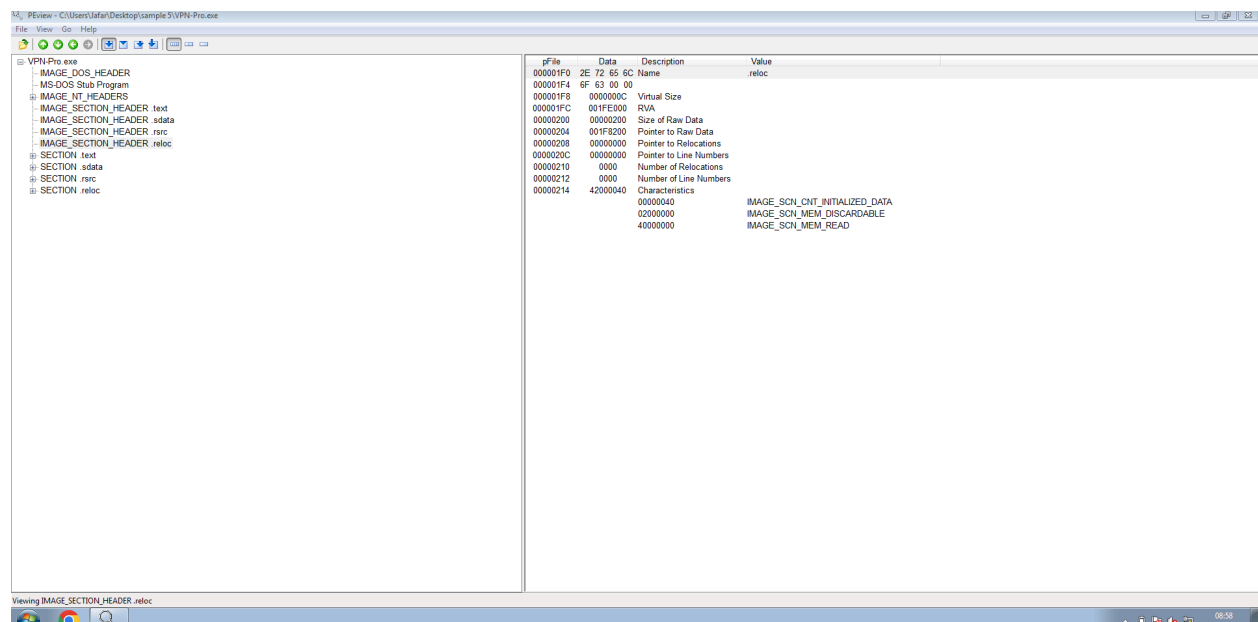 PEview - C:\Users\Jafar\Desktop\sample 5\VPN-Pro.exe
File View Go Help
VPN-Pro.exe
IMAGE_DOS_HEADER
MS-DOS Stub Program
IMAGE_NT_HEADERS
IMAGE_SECTION_HEADER .text
IMAGE_SECTION_HEADER .sdata
IMAGE_SECTION_HEADER .rsrc
IMAGE_SECTION_HEADER .reloc
SECTION .text
SECTION .sdata
SECTION .rsrc
SECTION .reloc
pFile Data Description Value
000001F0 2E 72 65 6C Name .reloc
000001F4 6F 63 00 00
000001F8 0000000C Virtual Size
000001FC 001FE000 RVA
00000200 00000200 Size of Raw Data
00000204 001F8200 Pointer to Raw Data
00000208 00000000 Pointer to Relocations
0000020C 00000000 Pointer to Line Numbers
00000210 0000 Number of Relocations
00000212 0000 Number of Line Numbers
00000214 42000040 Characteristics
00000040 IMAGE_SCN_CNT_INITIALIZED_DATA
02000000 IMAGE_SCN_MEM_DISCARDABLE
40000000 IMAGE_SCN_MEM_READ
Viewing IMAGE_SECTION_HEADER .reloc
08:58